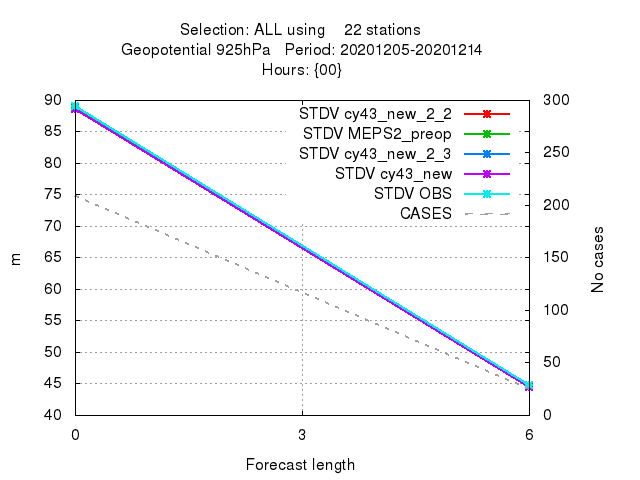 Selection: ALL using    22 stations
Geopotential 925hPa   Period: 20201205-20201214
Hours: {00}
90
85
80
75
70
65
60
55
50
45
40
300
250
200
150
100
50
0
STDV cy43_new_2_2
STDV MEPS2_preop
STDV cy43_new_2_3
STDV cy43_new
STDV OBS
CASES
m
No cases
0
3
6
Forecast length